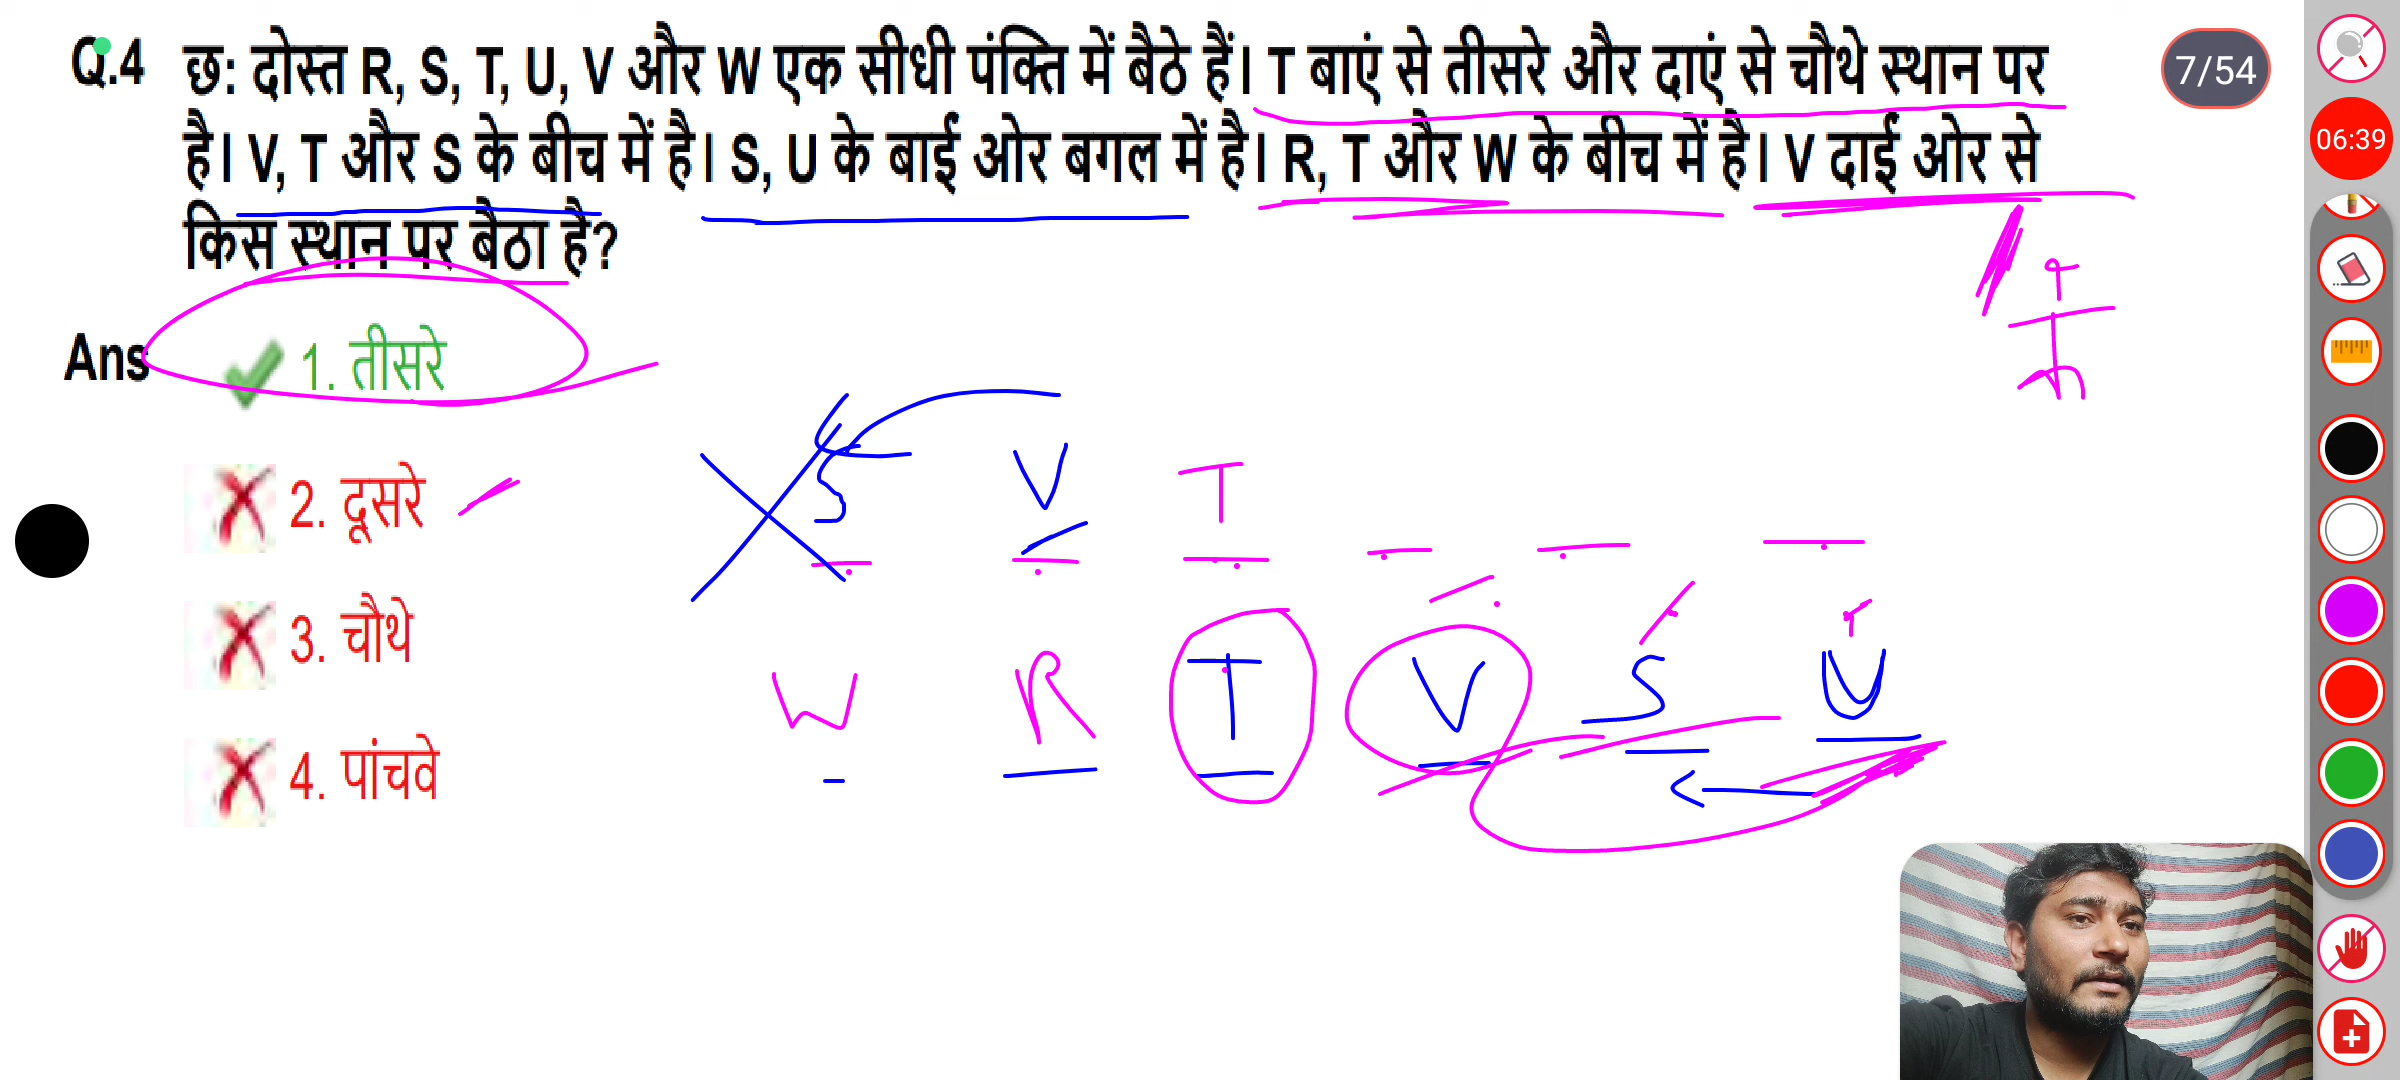 Q.4 छ: दोस्त R, S, T, U, V और W एक सीधी पंक्ति में बैठे हैं। T बाएं से तीसरे और दाएं से चौथे स्थान पर
है। V, T और S के बीच में है। S, U के बाईं ओर बगल में है। R, T और W के बीच में है। V दाईं ओर से
किस स्थान पर बैठा है?
7/54
06:39
Ans 1. तीसरे
2. दूसरे
3. चौथे
4. पांचवे
S V T
W R T V S U